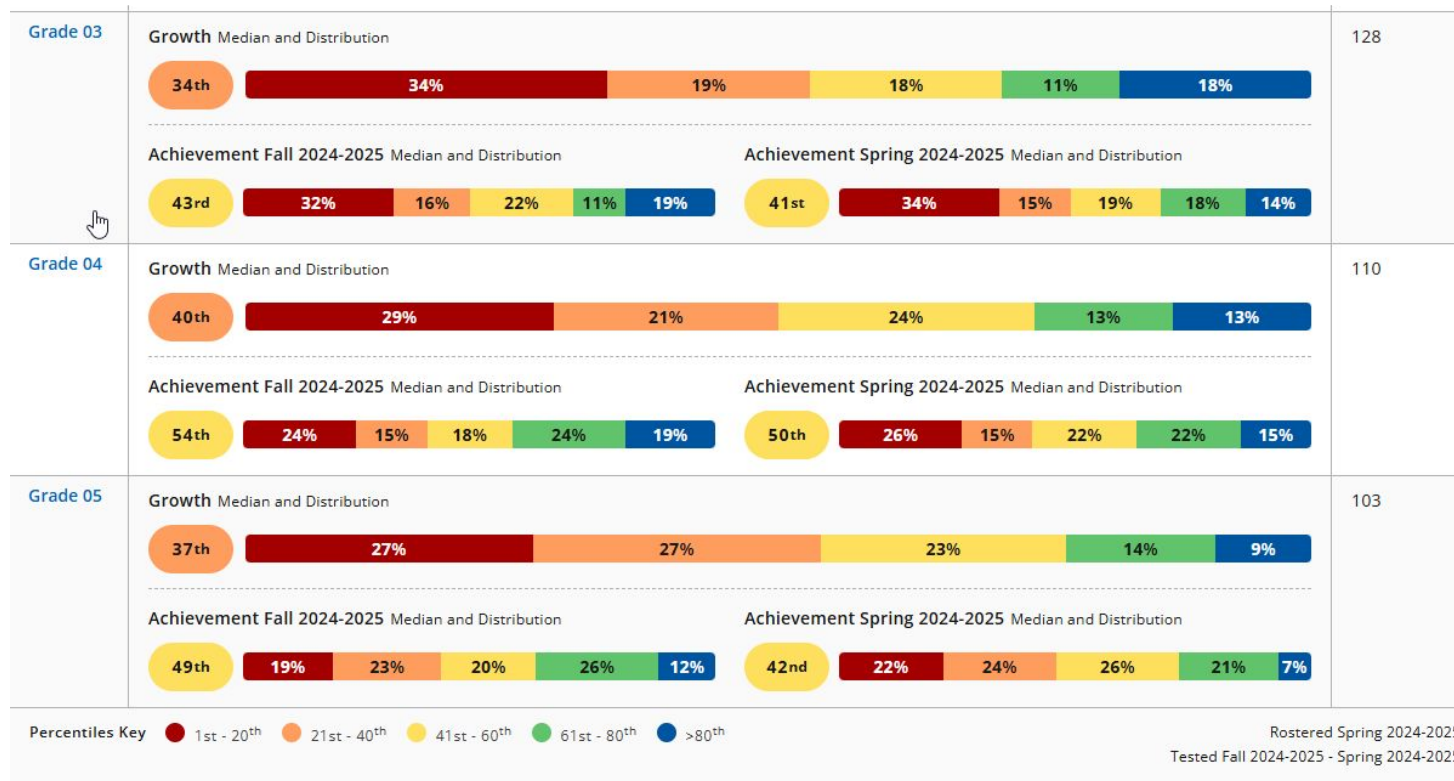 Grade 03
Growth Median and Distribution
128
34th 34% 19% 18% 11% 18%
Achievement Fall 2024-2025 Median and Distribution
Achievement Spring 2024-2025 Median and Distribution
43rd 32% 16% 22% 11% 19%
41st 34% 15% 19% 18% 14%
Grade 04
Growth Median and Distribution
110
40th 29% 21% 24% 13% 13%
Achievement Fall 2024-2025 Median and Distribution
Achievement Spring 2024-2025 Median and Distribution
54th 24% 15% 18% 24% 19%
50th 26% 15% 22% 22% 15%
Grade 05
Growth Median and Distribution
103
37th 27% 27% 23% 14% 9%
Achievement Fall 2024-2025 Median and Distribution
Achievement Spring 2024-2025 Median and Distribution
49th 19% 23% 20% 26% 12%
42nd 22% 24% 26% 21% 7%
Percentiles Key 1st - 20th 21st - 40th 41st - 60th 61st - 80th >80th
Rostered Spring 2024-2025
Tested Fall 2024-2025 - Spring 2024-2025